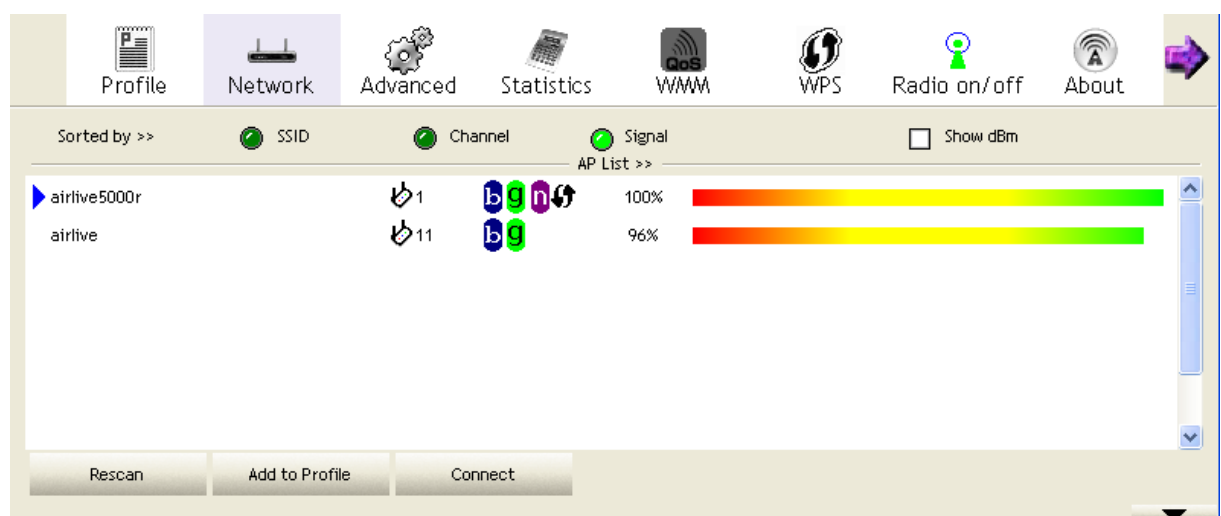 Profile Network Advanced Statistics QoS WMM WPS Radio on/off About
Sorted by >> SSID Channel Signal Show dBm
AP List >>
airlive5000r 1 b g n 100%
airlive 11 b g 96%
Rescan Add to Profile Connect